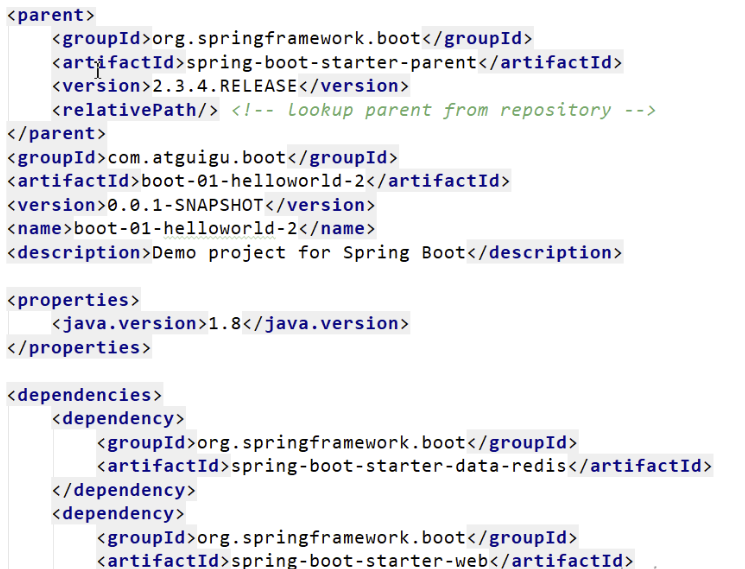 <parent>
    <groupId>org.springframework.boot</groupId>
    <artifactId>spring-boot-starter-parent</artifactId>
    <version>2.3.4.RELEASE</version>
    <relativePath/> <!-- lookup parent from repository -->
</parent>
<groupId>com.atguigu.boot</groupId>
<artifactId>boot-01-helloworld-2</artifactId>
<version>0.0.1-SNAPSHOT</version>
<name>boot-01-helloworld-2</name>
<description>Demo project for Spring Boot</description>
<properties>
    <java.version>1.8</java.version>
</properties>
<dependencies>
    <dependency>
        <groupId>org.springframework.boot</groupId>
        <artifactId>spring-boot-starter-data-redis</artifactId>
    </dependency>
    <dependency>
        <groupId>org.springframework.boot</groupId>
        <artifactId>spring-boot-starter-web</artifactId>